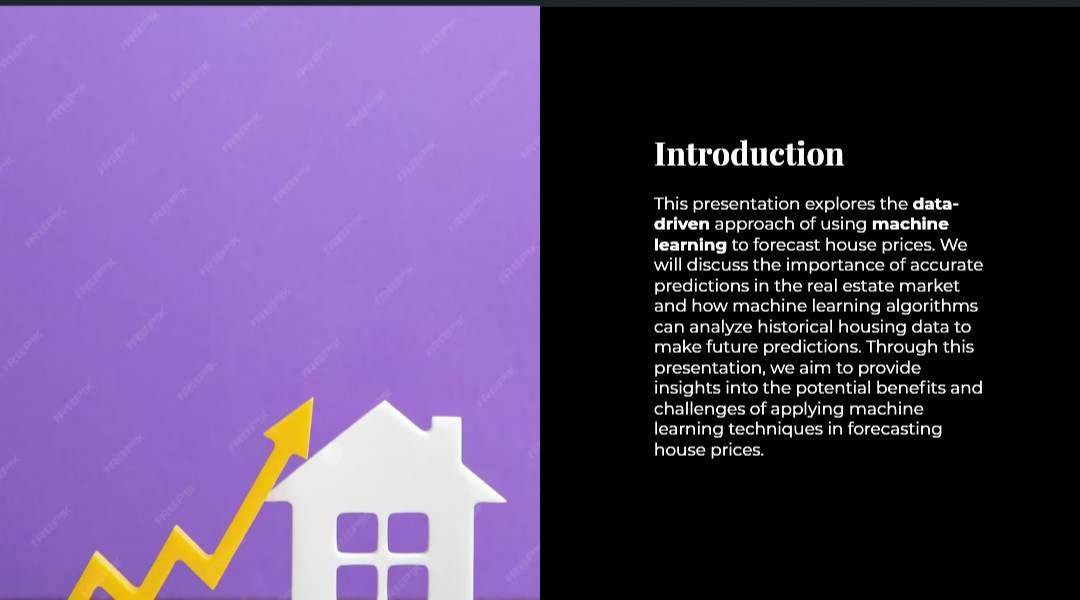 Introduction
This presentation explores the data-
driven approach of using machine
learning to forecast house prices. We
will discuss the importance of accurate
predictions in the real estate market
and how machine learning algorithms
can analyze historical housing data to
make future predictions. Through this
presentation, we aim to provide
insights into the potential benefits and
challenges of applying machine
learning techniques in forecasting
house prices.